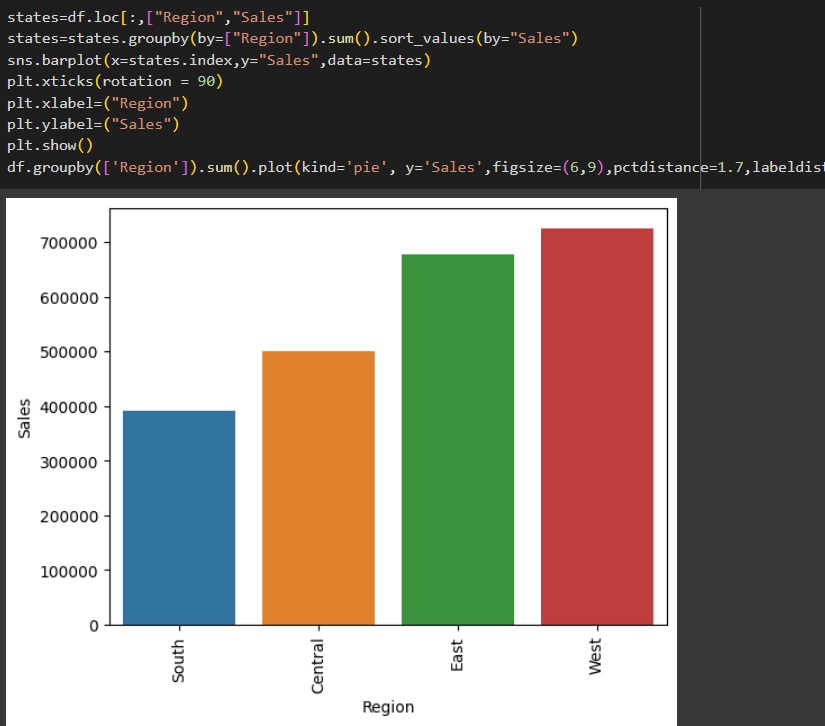 states=df.loc[:,["Region","Sales"]]
states=states.groupby(by=["Region"]).sum().sort_values(by="Sales")
sns.barplot(x=states.index,y="Sales",data=states)
plt.xticks(rotation = 90)
plt.xlabel=("Region")
plt.ylabel=("Sales")
plt.show()
df.groupby(['Region']).sum().plot(kind='pie', y='Sales',figsize=(6,9),pctdistance=1.7,labeldist
700000
600000
500000
400000
300000
200000
100000
0
Sales
South
Central
East
West
Region